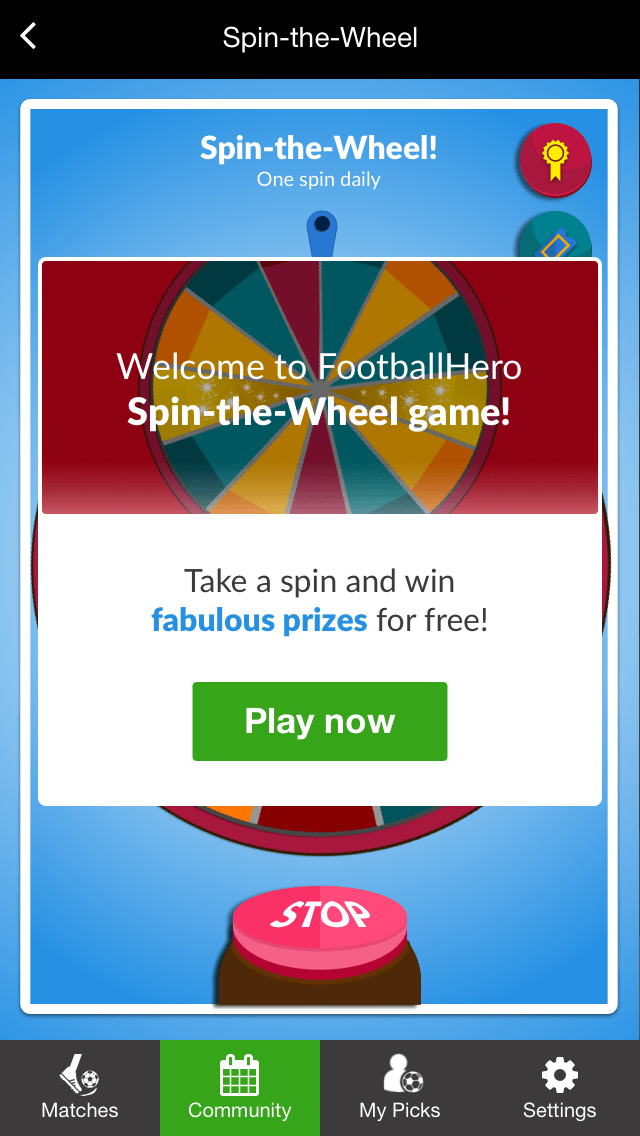 Spin-the-Wheel
Spin-the-Wheel!
One spin daily
Welcome to FootballHero
Spin-the-Wheel game!
Take a spin and win
fabulous prizes for free!
Play now
STOP
Matches
Community
My Picks
Settings